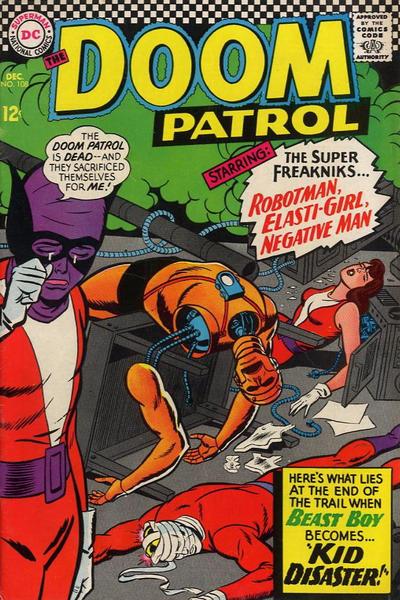 SUPERMAN
DC
NATIONAL COMICS
APPROVED
BY THE
COMICS
CODE
AUTHORITY
THE
DOOM
PATROL
DEC.
NO. 108
12¢
STARRING:
THE SUPER
FREAKNIKS...
ROBOTMAN,
ELASTI-GIRL,
NEGATIVE MAN
THE
DOOM PATROL
IS DEAD--AND
THEY SACRIFICED
THEMSELVES
FOR ME!
HERE'S WHAT LIES
AT THE END OF
THE TRAIL WHEN
BEAST BOY
BECOMES...
"KID
DISASTER!"